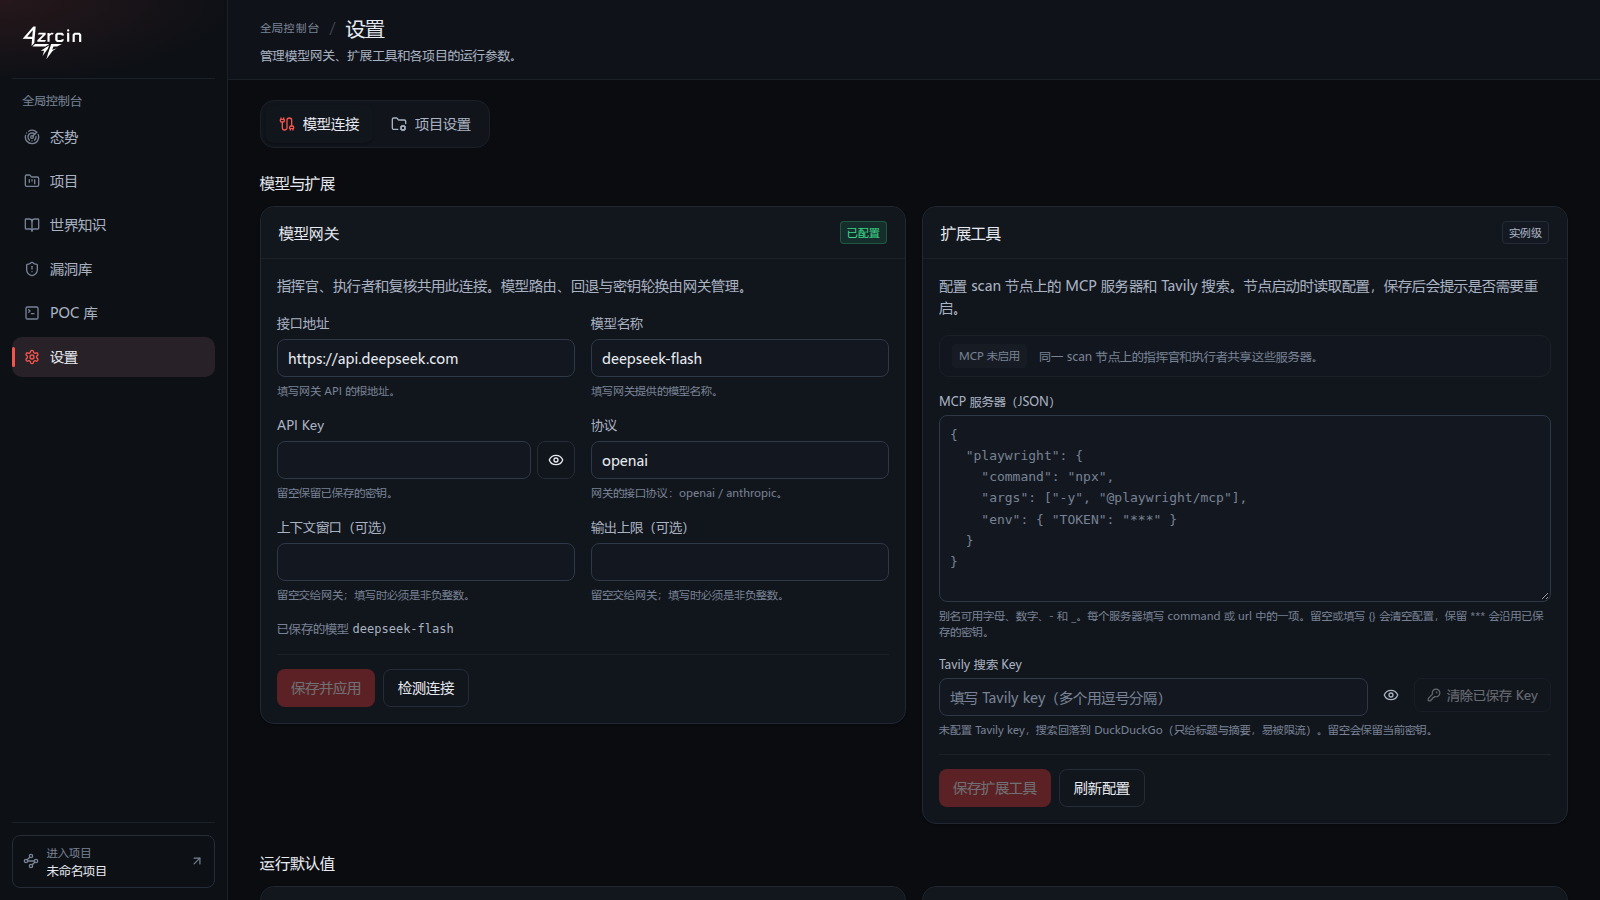 4zrcin
全局控制台
态势
项目
世界知识
漏洞库
POC 库
设置
进入项目
未命名项目
全局控制台 / 设置
管理模型网关、扩展工具和各项目的运行参数。
模型连接
项目设置
模型与扩展
模型网关
已配置
指挥官、执行者和复核共用此连接。模型路由、回退与密钥轮换由网关管理。
接口地址
模型名称
https://api.deepseek.com
deepseek-flash
填写网关 API 的根地址。
填写网关提供的模型名称。
API Key
协议
openai
留空保留已保存的密钥。
网关的接口协议：openai / anthropic。
上下文窗口（可选）
输出上限（可选）
留空交给网关；填写时必须是非负整数。
留空交给网关；填写时必须是非负整数。
已保存的模型 deepseek-flash
保存并应用
检测连接
扩展工具
实例级
配置 scan 节点上的 MCP 服务器和 Tavily 搜索。节点启动时读取配置，保存后会提示是否需要重
启。
MCP 未启用
同一 scan 节点上的指挥官和执行者共享这些服务器。
MCP 服务器（JSON）
{
"playwright": {
"command": "npx",
"args": ["-y", "@playwright/mcp"],
"env": { "TOKEN": "***" }
}
}
别名可用字母、数字、- 和 _。每个服务器填写 command 或 url 中的一项。留空或填写 {} 会清空配置，保留 *** 会沿用已保
存的密钥。
Tavily 搜索 Key
填写 Tavily key（多个用逗号分隔）
清除已保存 Key
未配置 Tavily key，搜索回落到 DuckDuckGo（只给标题与摘要，易被限流）。留空会保留当前密钥。
保存扩展工具
刷新配置
运行默认值